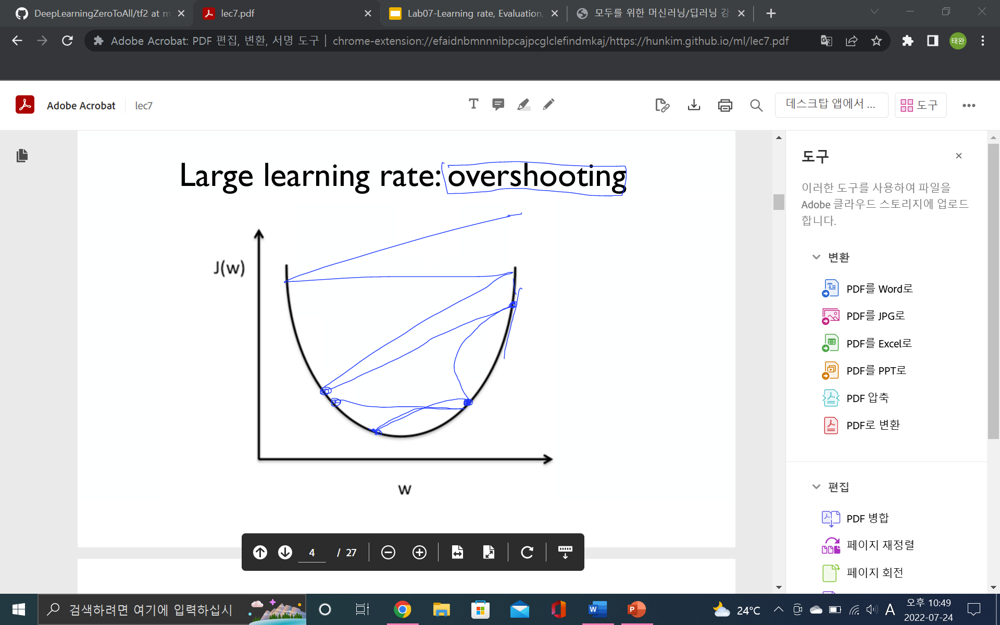 DeepLearningZeroToAll/tf2 at m
lec7.pdf
Lab07-Learning rate, Evaluation,
모두를 위한 머신러닝/딥러닝 강
Adobe Acrobat: PDF 편집, 변환, 서명 도구 | chrome-extension://efaidnbmnnnibpcajpcglclefindmkaj/https://hunkim.github.io/ml/lec7.pdf
태완
Adobe Acrobat
lec7
데스크탑 앱에서 ...
도구
Large learning rate: overshooting
J(w)
w
도구
이러한 도구를 사용하여 파일을
Adobe 클라우드 스토리지에 업로드
합니다.
변환
PDF를 Word로
PDF를 JPG로
PDF를 Excel로
PDF를 PPT로
PDF 압축
PDF로 변환
편집
PDF 병합
페이지 재정렬
페이지 회전
4 / 27
검색하려면 여기에 입력하십시
24°C
A
오후 10:49
2022-07-24